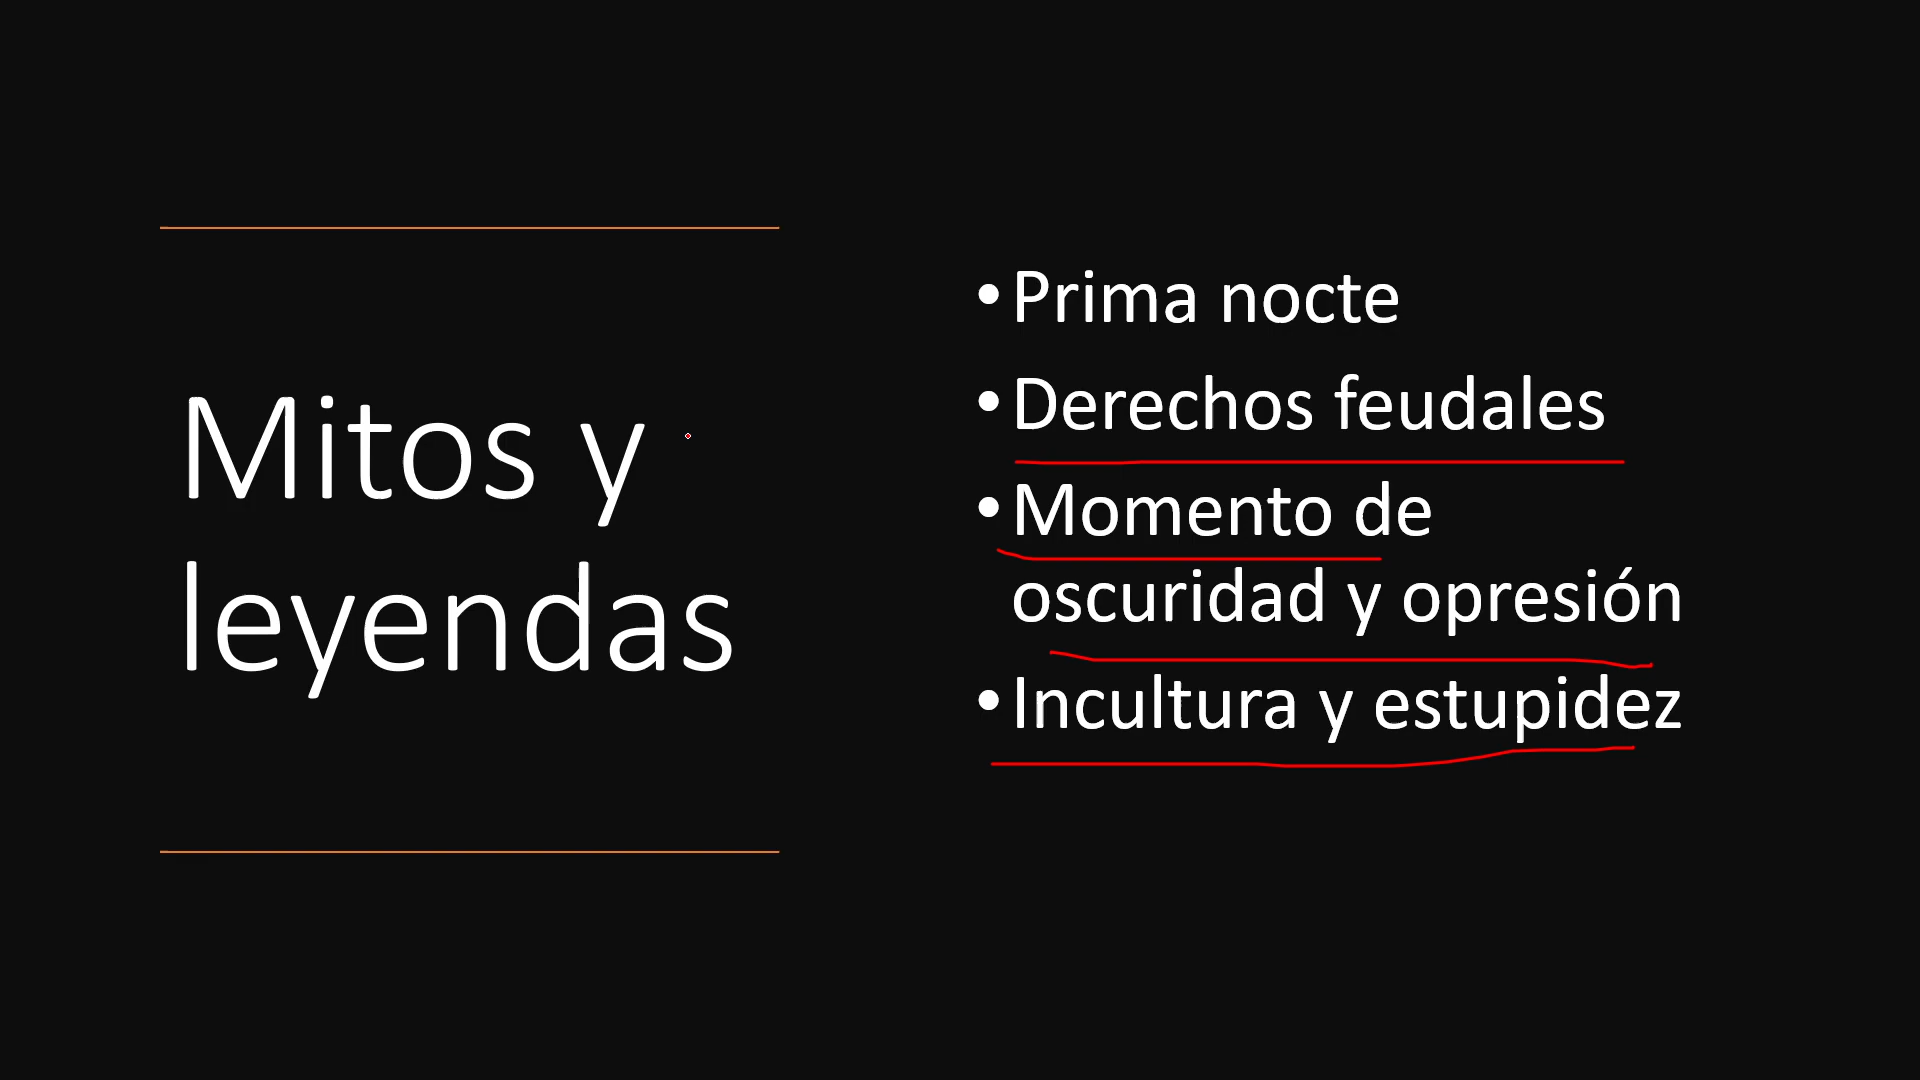 Mitos y
leyendas
•Prima nocte
•Derechos feudales
•Momento de
oscuridad y opresión
•Incultura y estupidez